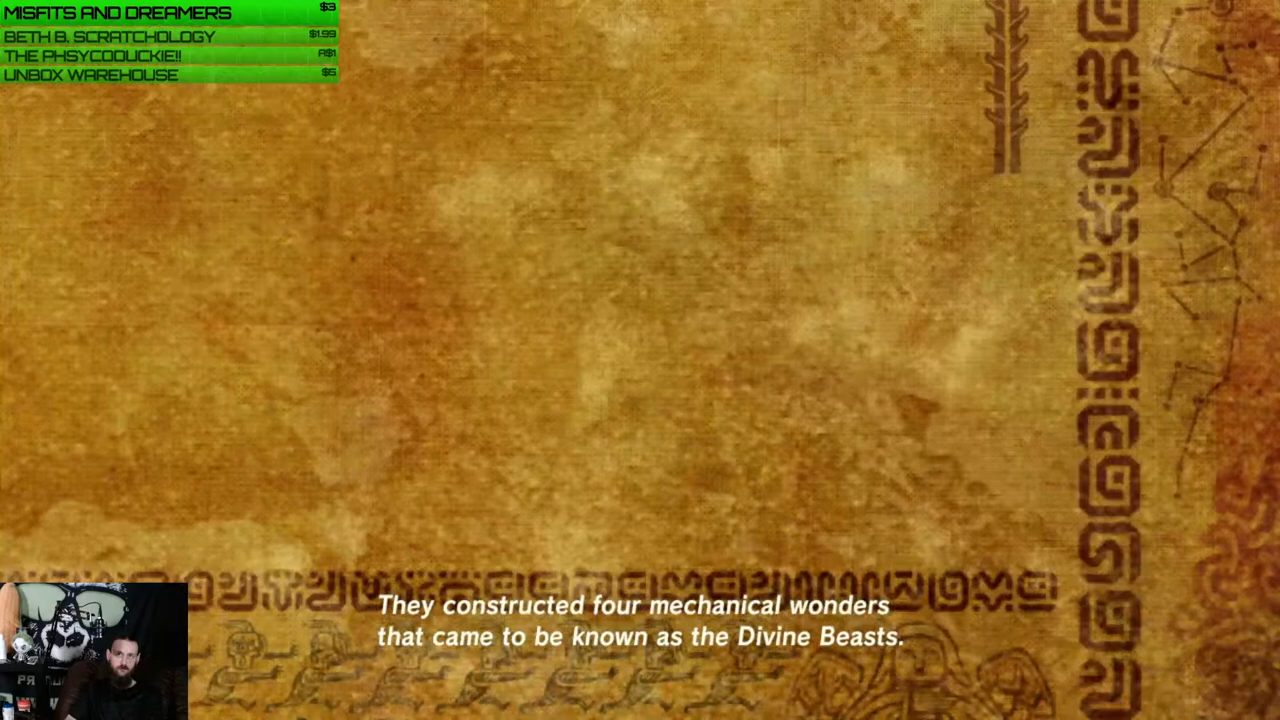 MISFITS AND DREAMERS $3
BETH B. SCRATCHOLOGY $1.99
THE PHSYCODUCKIE!! R$1
UNBOX WAREHOUSE $5
They constructed four mechanical wonders
that came to be known as the Divine Beasts.